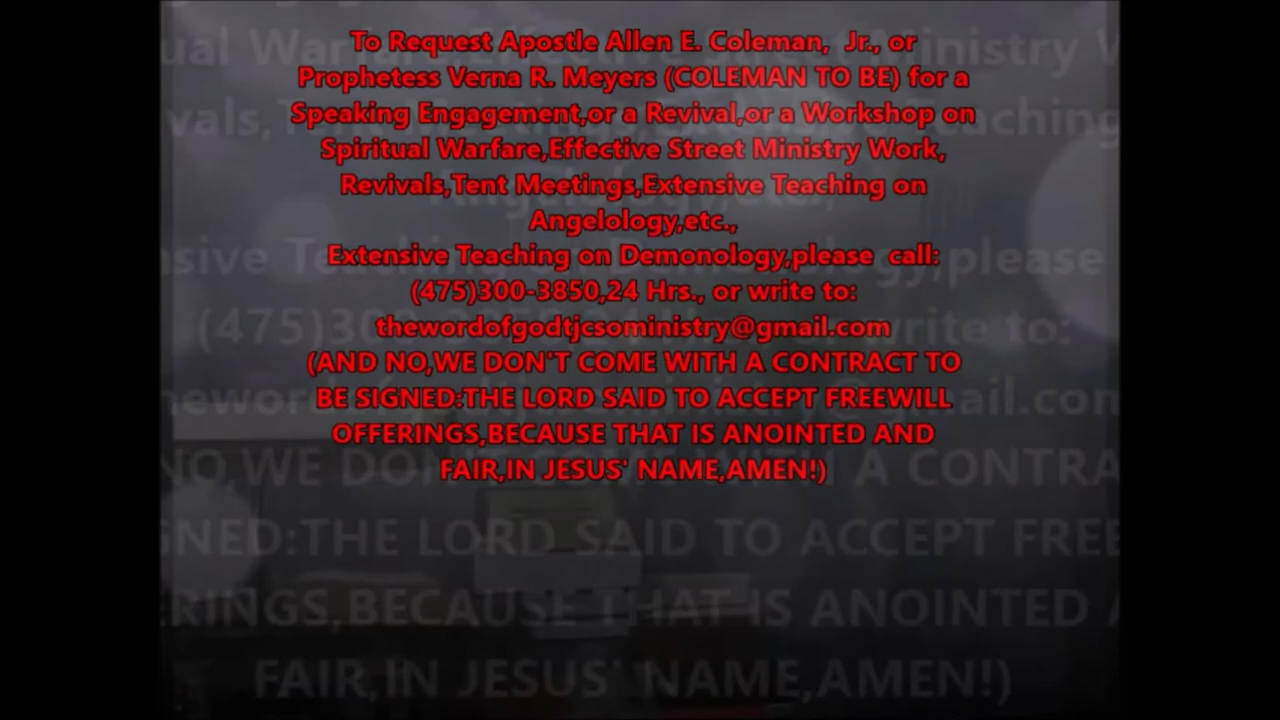 To Request Apostle Allen E. Coleman,  Jr., or
Prophetess Verna R. Meyers (COLEMAN TO BE) for a
Speaking Engagement,or a Revival,or a Workshop on
Spiritual Warfare,Effective Street Ministry Work,
Revivals,Tent Meetings,Extensive Teaching on
Angelology,etc.,
Extensive Teaching on Demonology,please  call:
(475)300-3850,24 Hrs., or write to:
thewordofgodtjcsoministry@gmail.com
(AND NO,WE DON'T COME WITH A CONTRACT TO
BE SIGNED:THE LORD SAID TO ACCEPT FREEWILL
OFFERINGS,BECAUSE THAT IS ANOINTED AND
FAIR,IN JESUS' NAME,AMEN!)